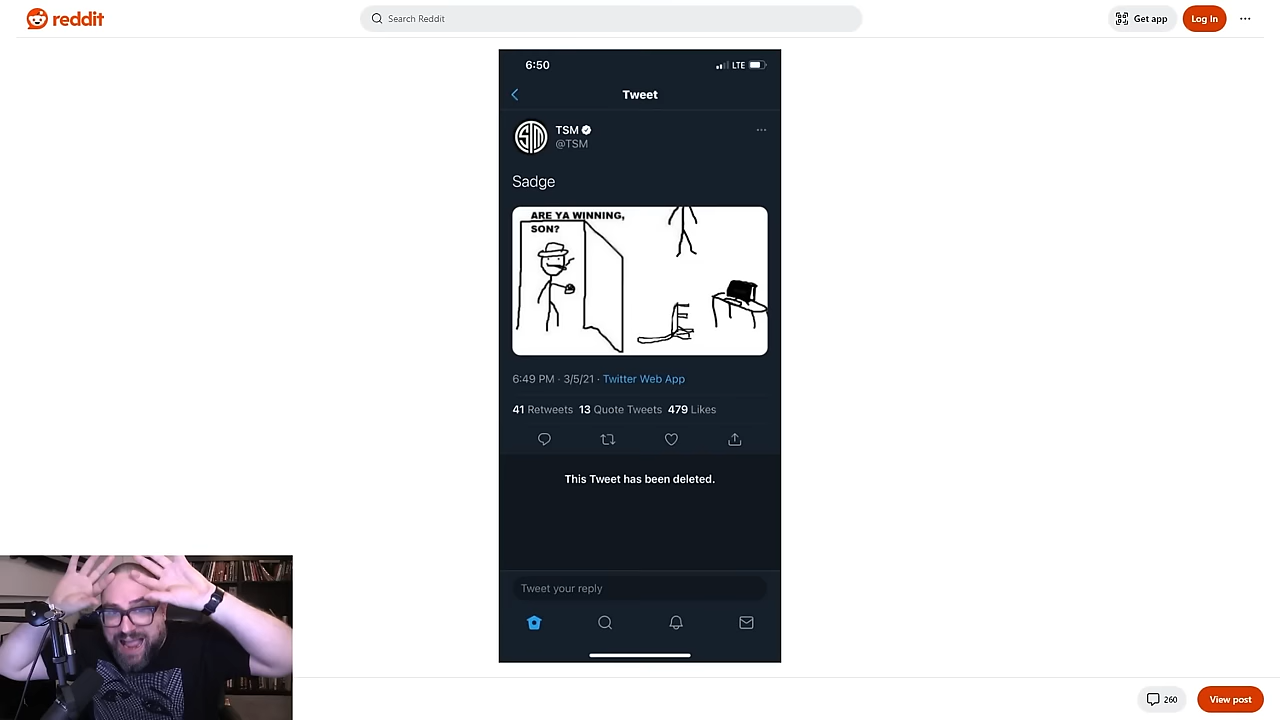 reddit
Search Reddit
Get app
Log In
6:50
LTE
Tweet
TSM
@TSM
Sadge
ARE YA WINNING,
SON?
6:49 PM · 3/5/21 · Twitter Web App
41 Retweets 13 Quote Tweets 479 Likes
This Tweet has been deleted.
Tweet your reply
260
View post